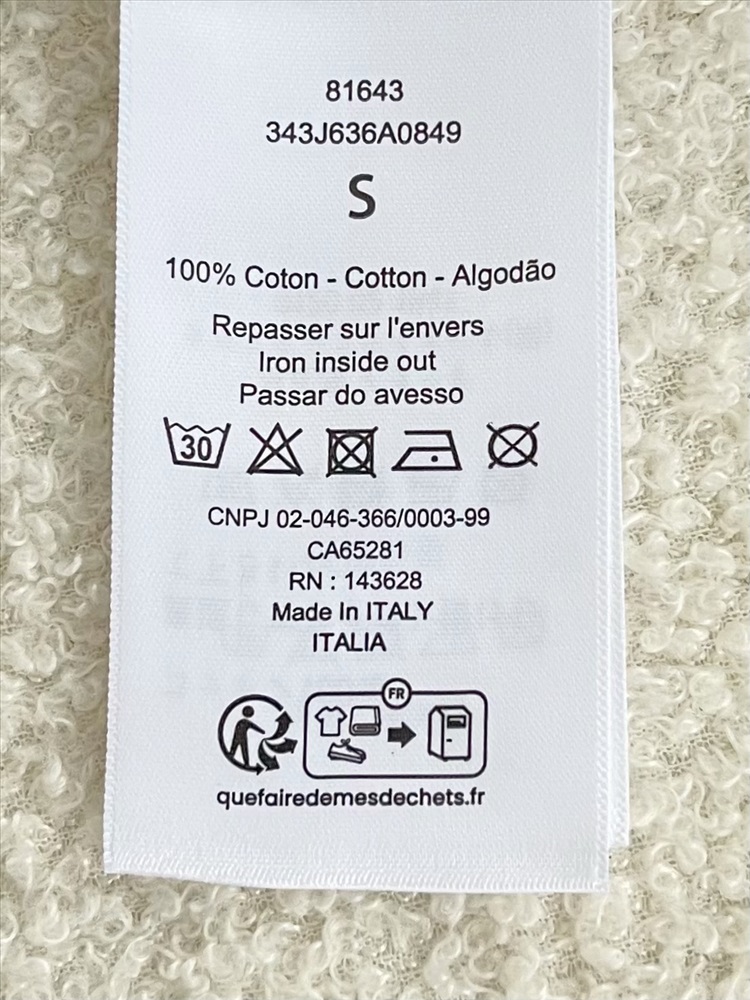 81643
343J636A0849
S
100% Coton - Cotton - Algodão
Repasser sur l'envers
Iron inside out
Passar do avesso
30
CNPJ 02-046-366/0003-99
CA65281
RN : 143628
Made In ITALY
ITALIA
FR
quefairedemesdechets.fr